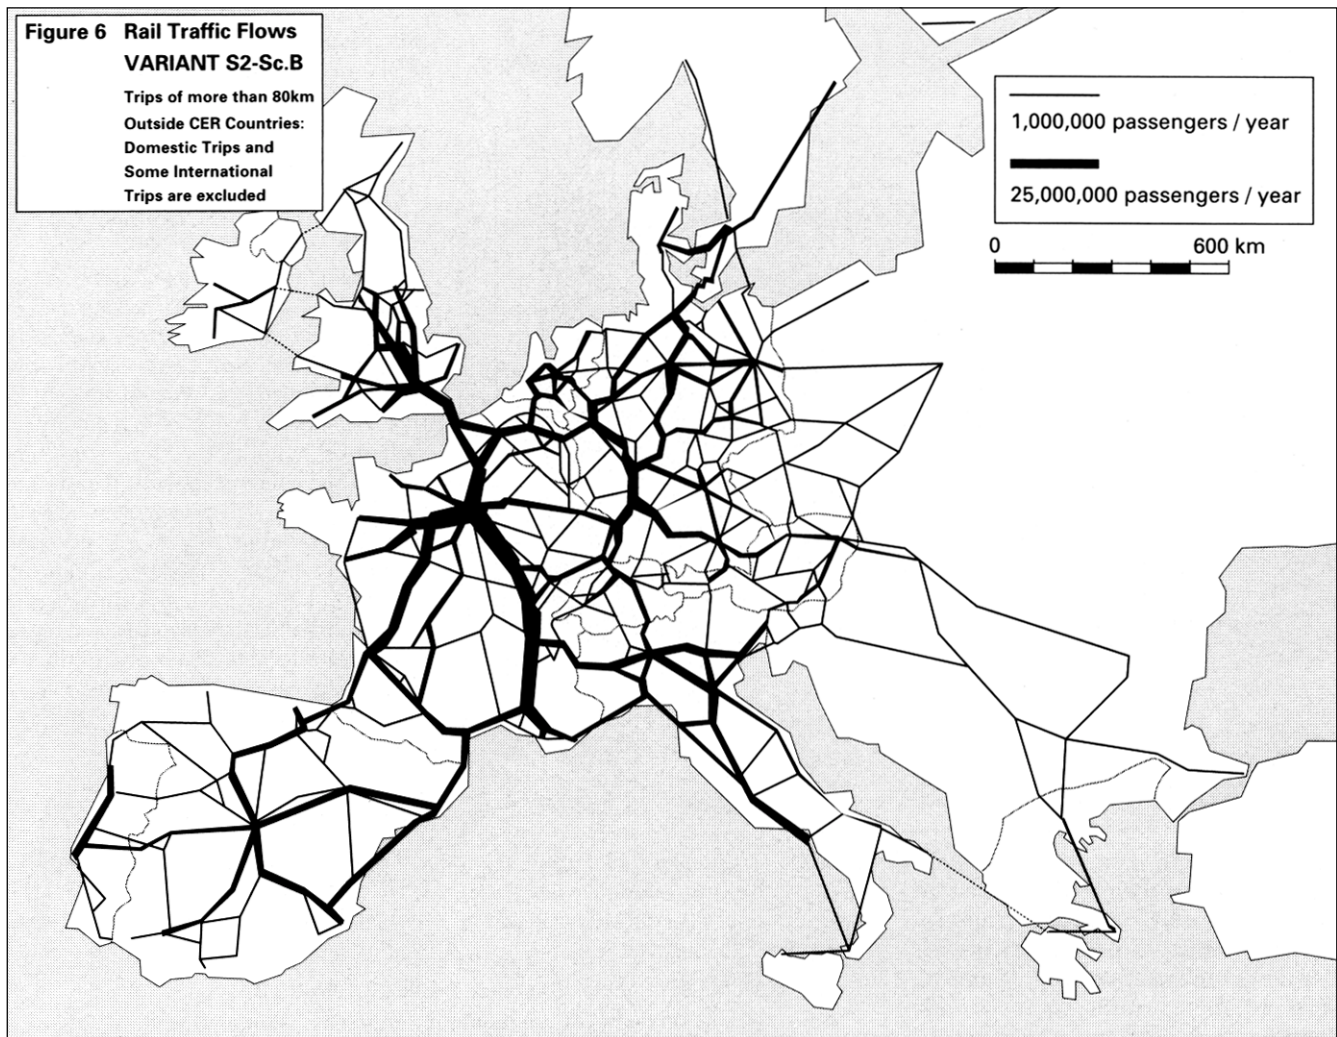 Figure 6 Rail Traffic Flows
VARIANT S2-Sc.B
Trips of more than 80km
Outside CER Countries:
Domestic Trips and
Some International
Trips are excluded
1,000,000 passengers / year
25,000,000 passengers / year
0 600 km